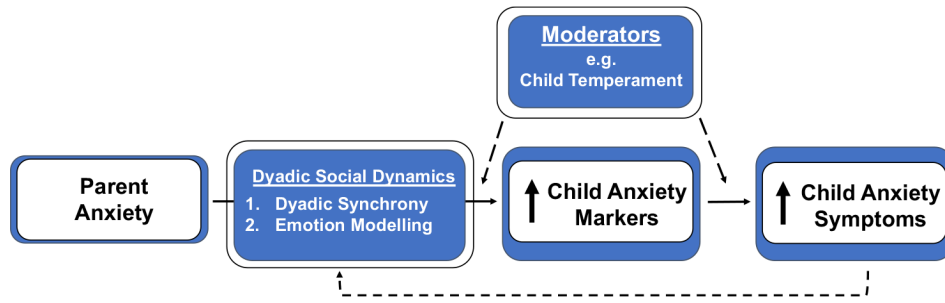 Moderators
e.g.
Child Temperament
Parent
Anxiety
Dyadic Social Dynamics
1. Dyadic Synchrony
2. Emotion Modelling
Child Anxiety
Markers
Child Anxiety
Symptoms